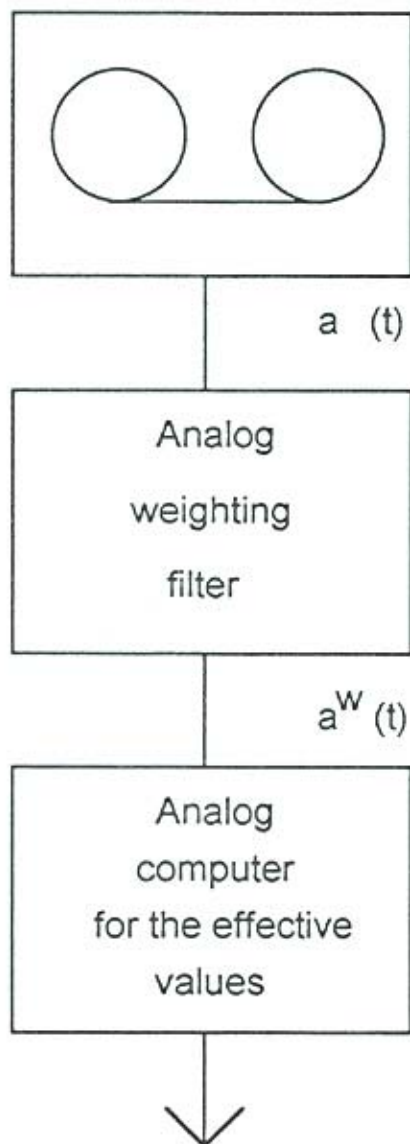 a (t)
Analog
weighting
filter
a^w (t)
Analog
computer
for the effective
values